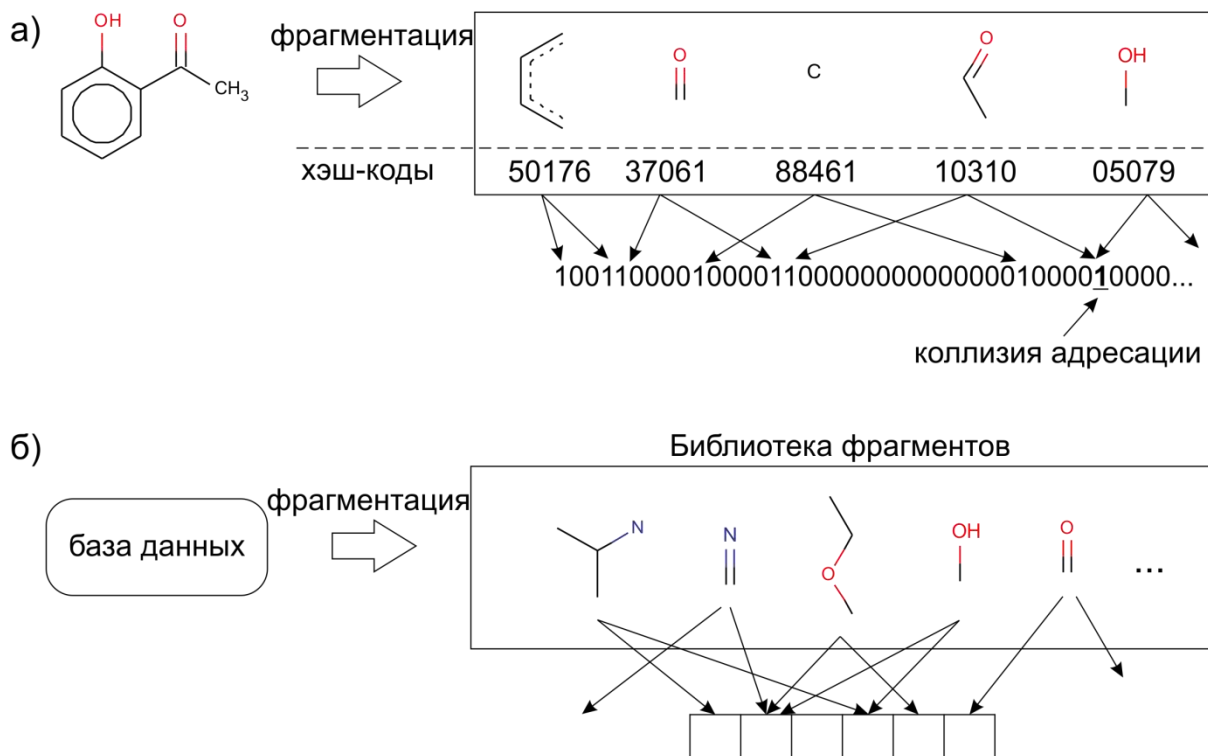 а)
OH
O
CH3
фрагментация
O
C
O
OH
хэш-коды
50176 37061 88461 10310 05079
1001100001000011000000000000001000010000...
коллизия адресации
б)
Библиотека фрагментов
база данных
фрагментация
N
N
O
OH
O
...